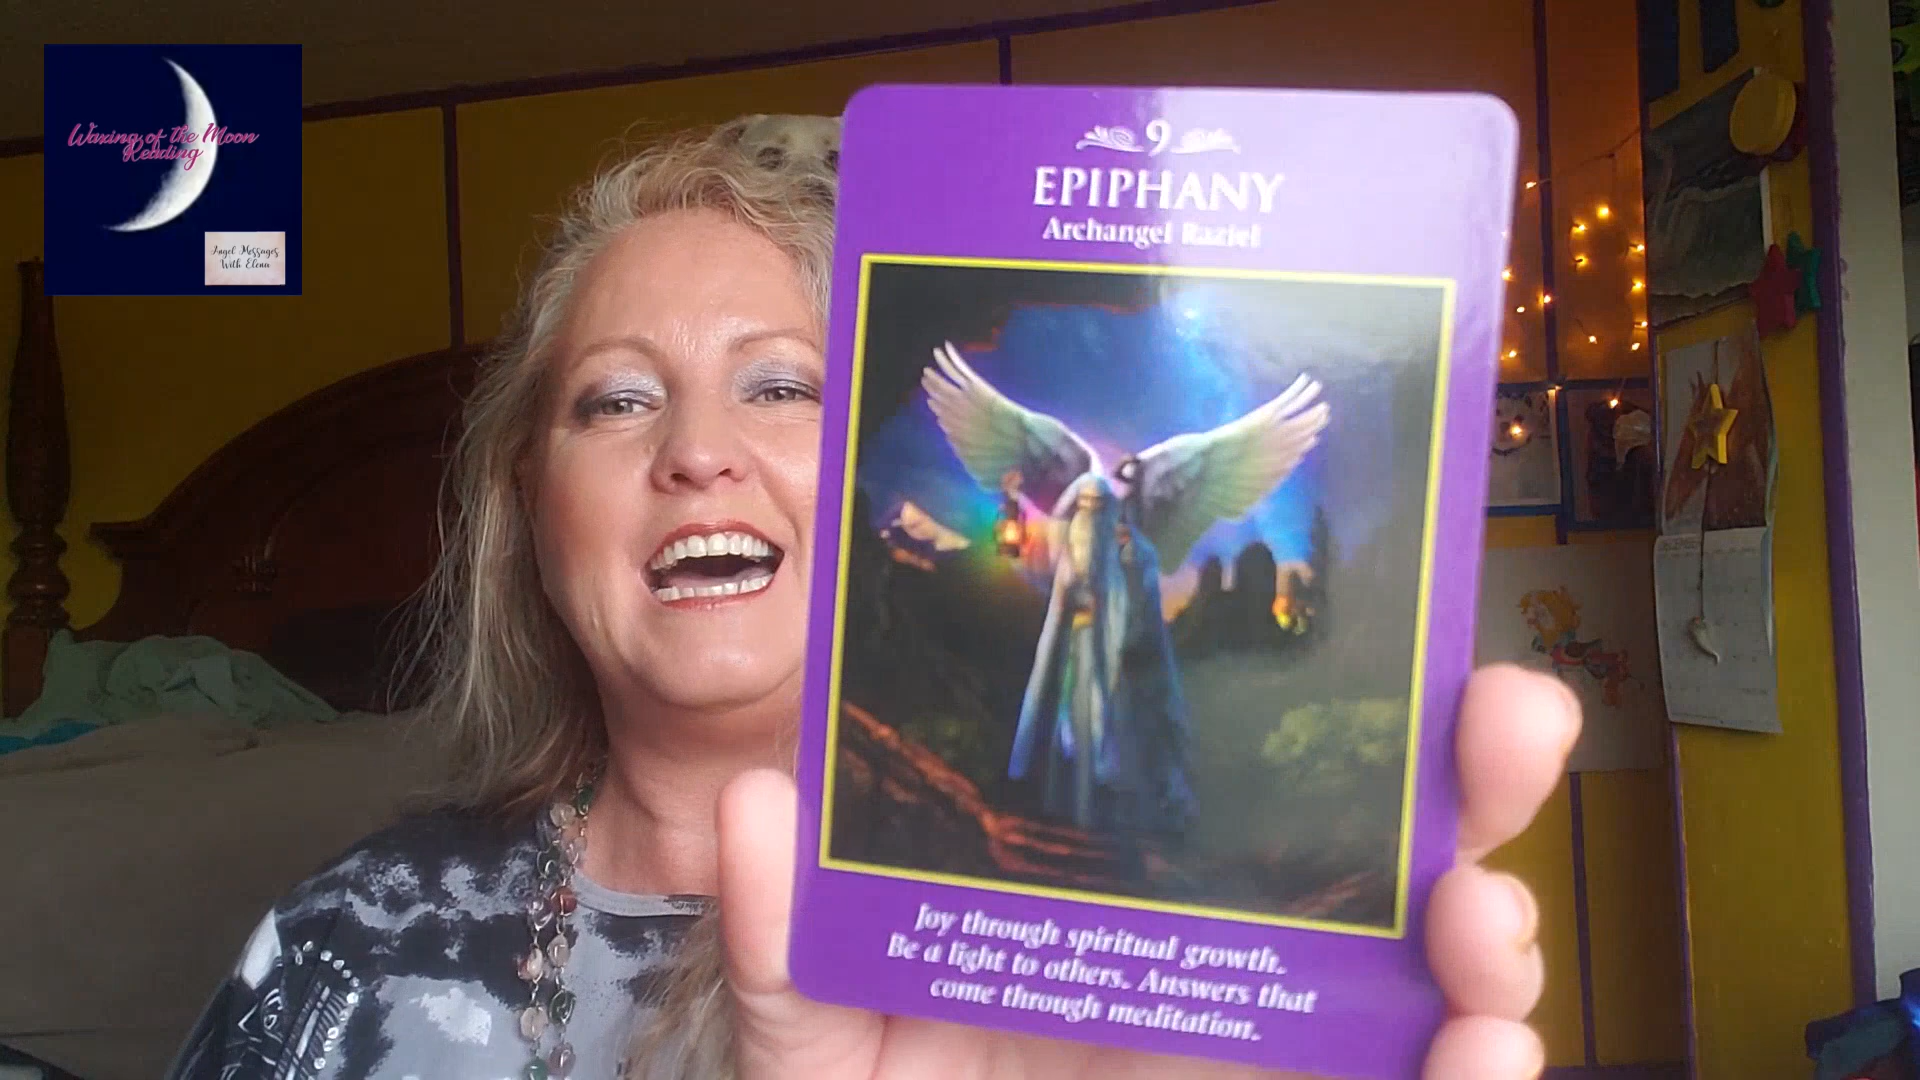 Waxing of the Moon
Reading
Angel Messages
With Elena
9
EPIPHANY
Archangel Raziel
Joy through spiritual growth.
Be a light to others. Answers that
come through meditation.